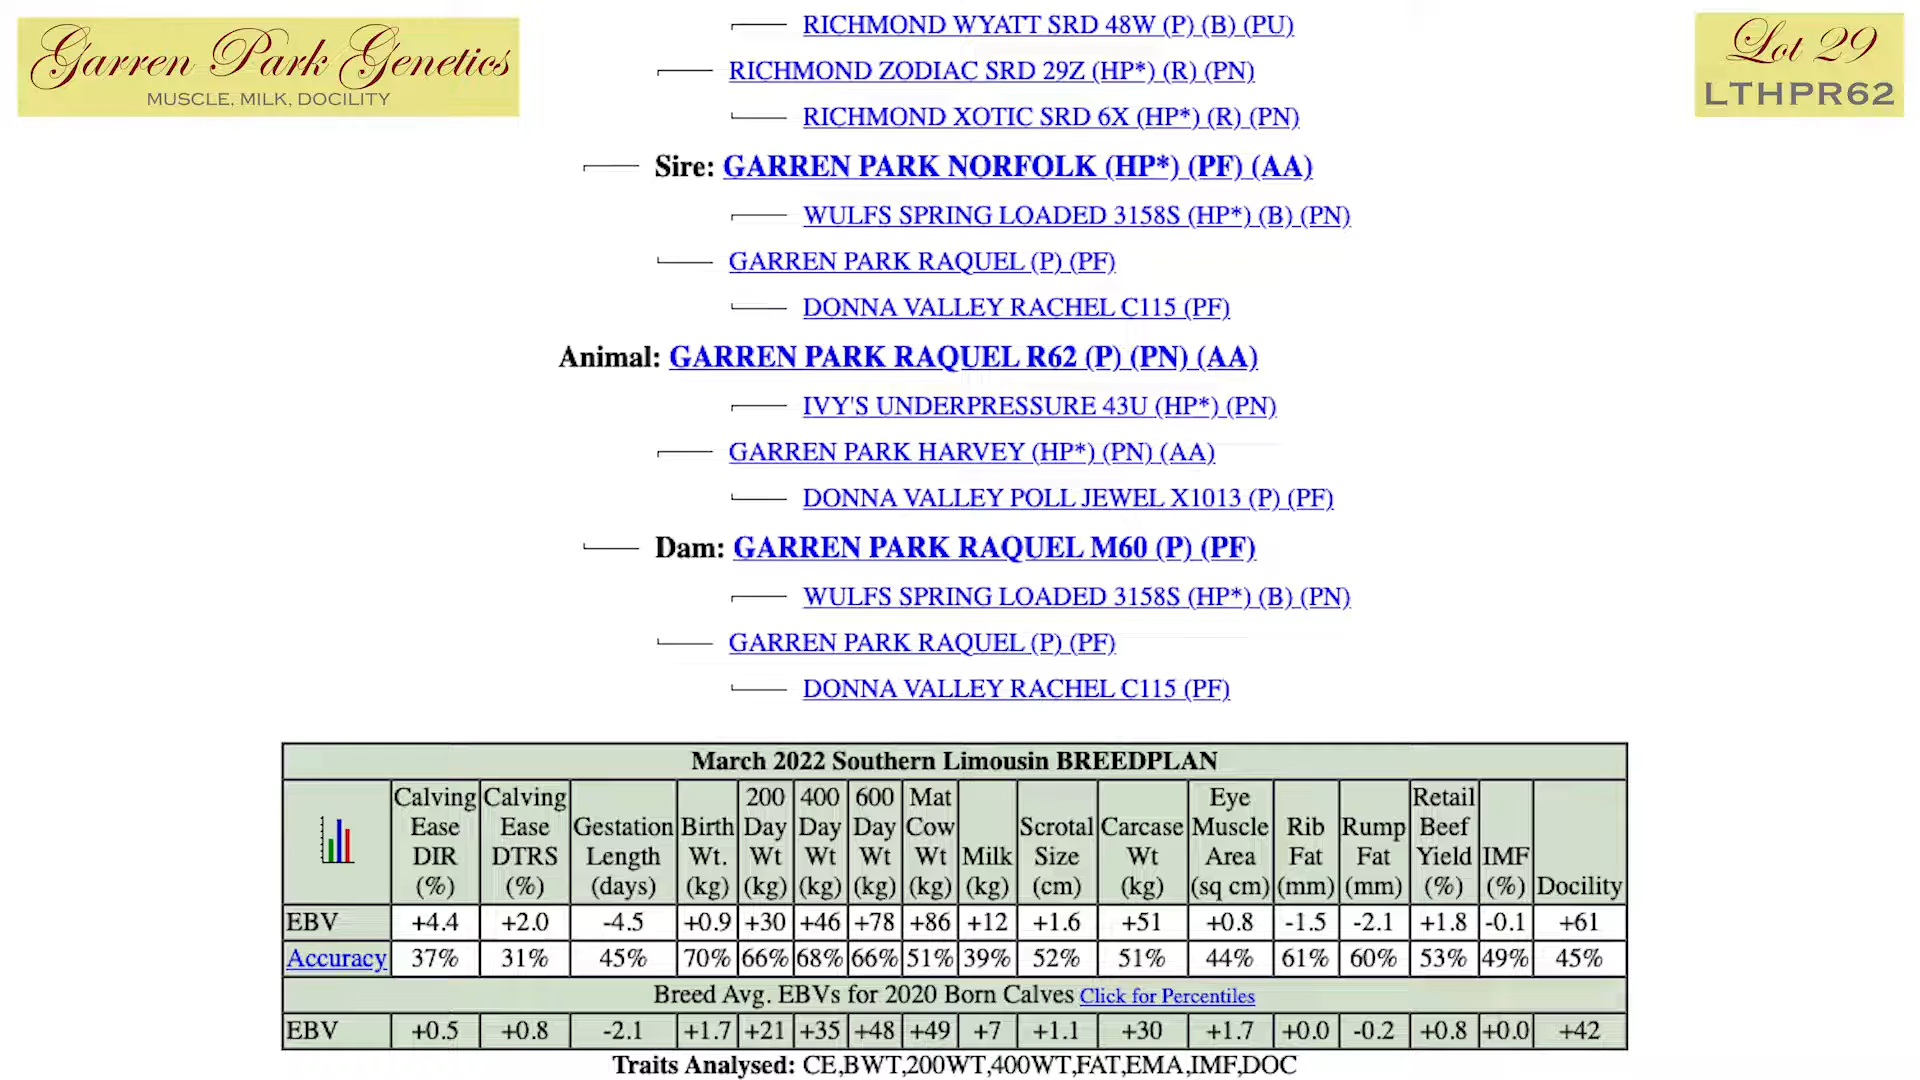 Garren Park Genetics
MUSCLE, MILK, DOCILITY
Lot 29
LTHPR62
RICHMOND WYATT SRD 48W (P) (B) (PU)
RICHMOND ZODIAC SRD 29Z (HP*) (R) (PN)
RICHMOND XOTIC SRD 6X (HP*) (R) (PN)
Sire: GARREN PARK NORFOLK (HP*) (PF) (AA)
WULFS SPRING LOADED 3158S (HP*) (B) (PN)
GARREN PARK RAQUEL (P) (PF)
DONNA VALLEY RACHEL C115 (PF)
Animal: GARREN PARK RAQUEL R62 (P) (PN) (AA)
IVY'S UNDERPRESSURE 43U (HP*) (PN)
GARREN PARK HARVEY (HP*) (PN) (AA)
DONNA VALLEY POLL JEWEL X1013 (P) (PF)
Dam: GARREN PARK RAQUEL M60 (P) (PF)
WULFS SPRING LOADED 3158S (HP*) (B) (PN)
GARREN PARK RAQUEL (P) (PF)
DONNA VALLEY RACHEL C115 (PF)
March 2022 Southern Limousin BREEDPLAN
Calving Calving 200 400 600 Mat Eye Retail
Ease Ease Gestation Birth Day Day Day Cow Scrotal Carcase Muscle Rib Rump Beef
DIR DTRS Length Wt. Wt Wt Wt Wt Milk Size Wt Area Fat Fat Yield IMF
(%) (%) (days) (kg) (kg) (kg) (kg) (kg) (kg) (cm) (kg) (sq cm) (mm) (mm) (%) (%) Docility
EBV +4.4 +2.0 -4.5 +0.9 +30 +46 +78 +86 +12 +1.6 +51 +0.8 -1.5 -2.1 +1.8 -0.1 +61
Accuracy 37% 31% 45% 70% 66% 68% 66% 51% 39% 52% 51% 44% 61% 60% 53% 49% 45%
Breed Avg. EBVs for 2020 Born Calves Click for Percentiles
EBV +0.5 +0.8 -2.1 +1.7 +21 +35 +48 +49 +7 +1.1 +30 +1.7 +0.0 -0.2 +0.8 +0.0 +42
Traits Analysed: CE,BWT,200WT,400WT,FAT,EMA,IMF,DOC